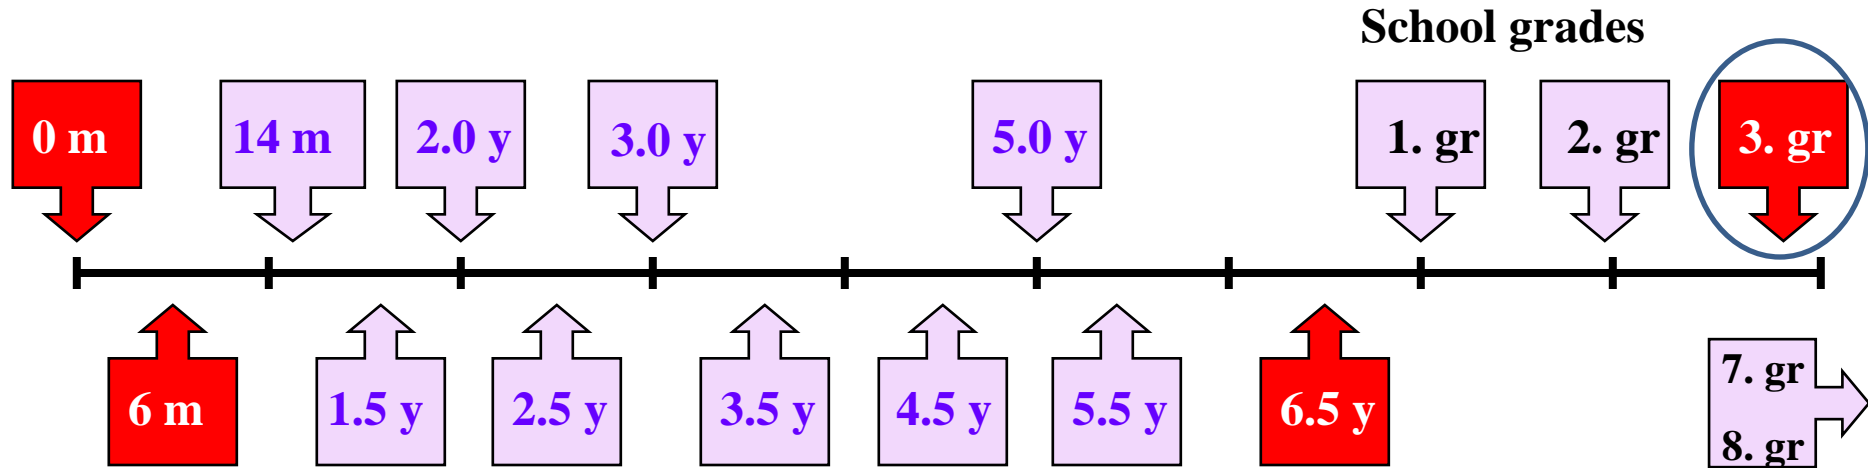 School grades
0 m
14 m
2.0 y
3.0 y
5.0 y
1. gr
2. gr
3. gr
6 m
1.5 y
2.5 y
3.5 y
4.5 y
5.5 y
6.5 y
7. gr
8. gr